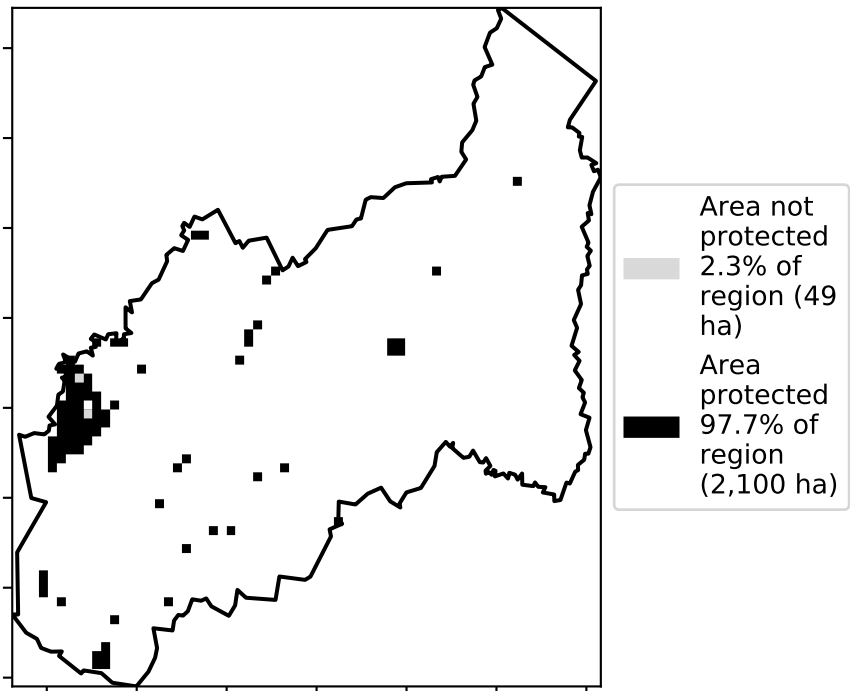 Area not
protected
2.3% of
region (49
ha)
Area
protected
97.7% of
region
(2,100 ha)